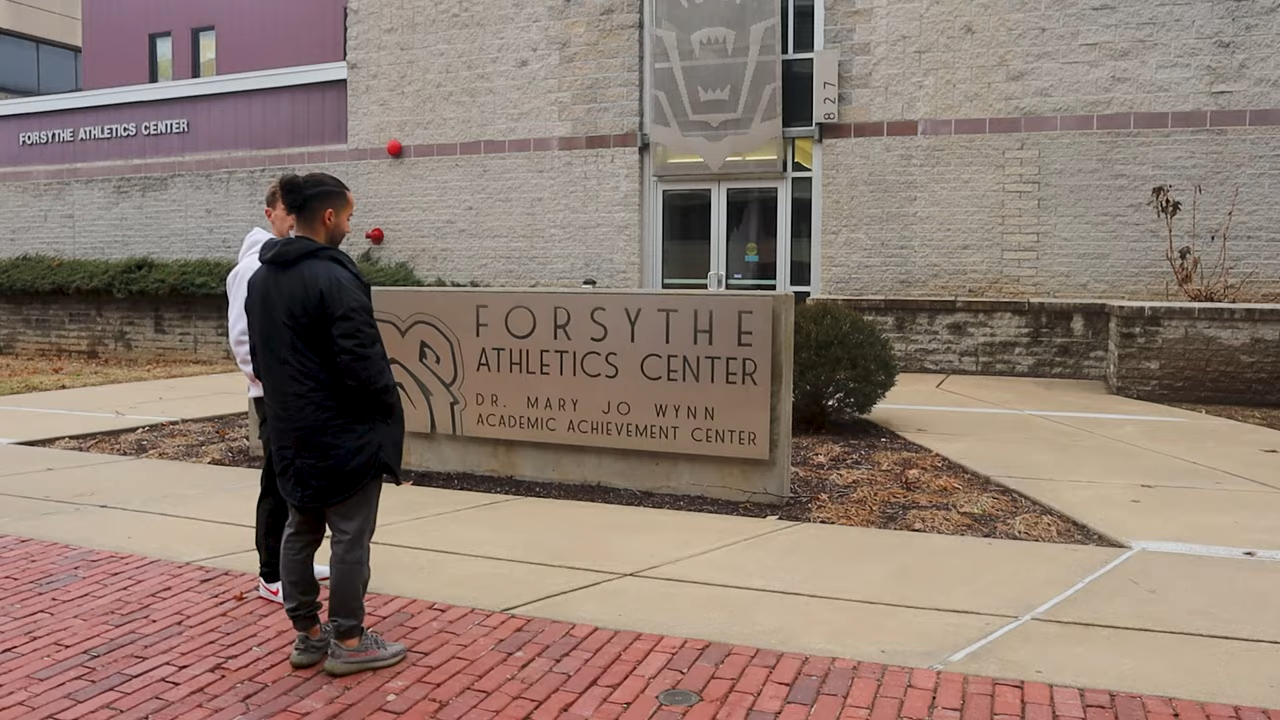 FORSYTHE ATHLETICS CENTER
827
FORSYTHE
ATHLETICS CENTER
DR. MARY JO WYNN
ACADEMIC ACHIEVEMENT CENTER